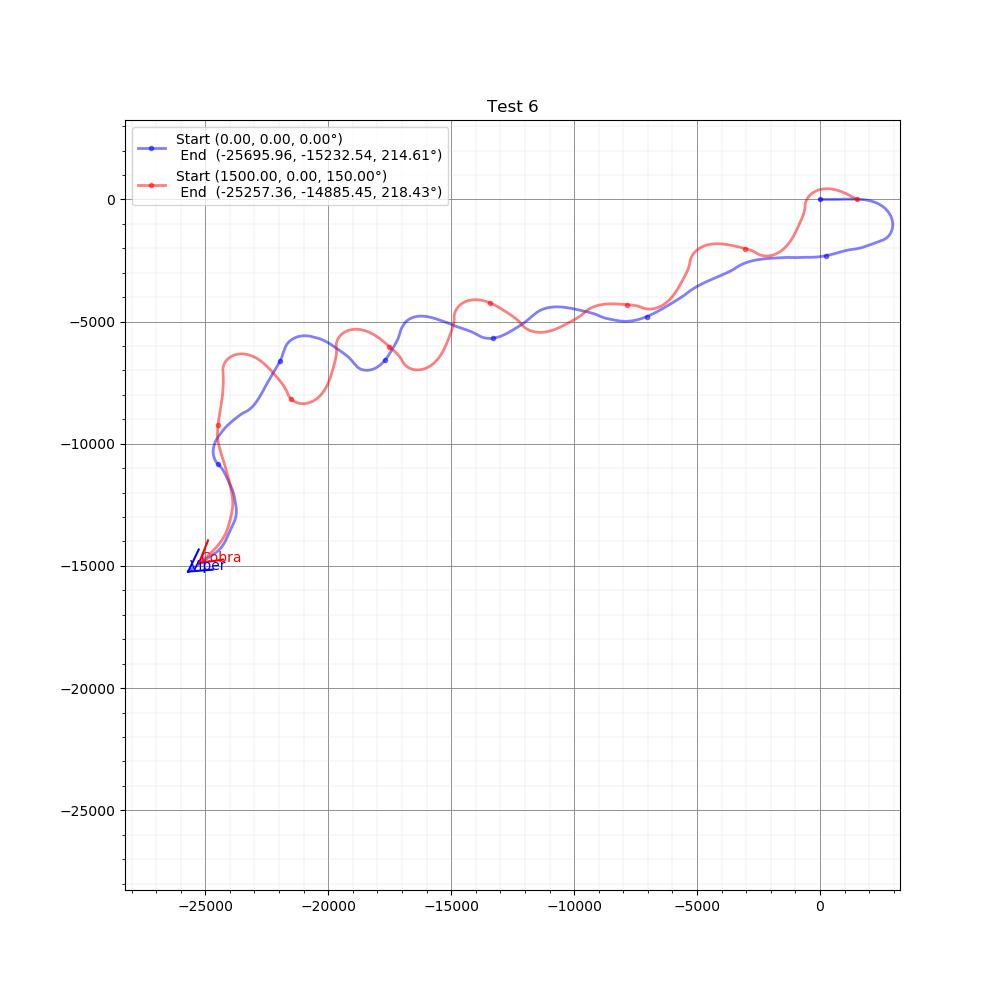 Test 6
Start (0.00, 0.00, 0.00°)
End (-25695.96, -15232.54, 214.61°)
Start (1500.00, 0.00, 150.00°)
End (-25257.36, -14885.45, 218.43°)
0
−5000
−10000
−15000
−20000
−25000
Cobra
Viper
−25000 −20000 −15000 −10000 −5000 0